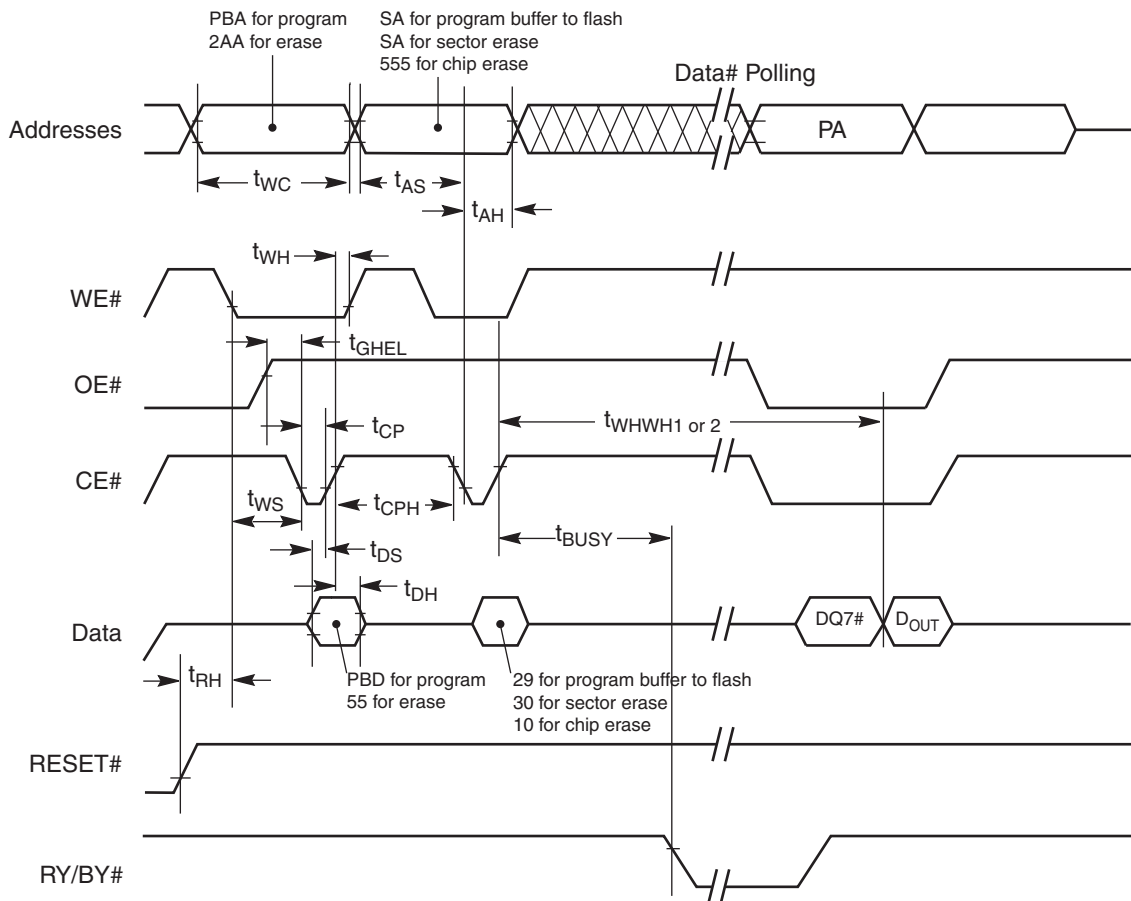 PBA for program
2AA for erase
SA for program buffer to flash
SA for sector erase
555 for chip erase
Data# Polling
Addresses
PA
tWC
tAS
tAH
tWH
WE#
tGHEL
OE#
tWHWH1 or 2
tCP
CE#
tWS
tCPH
tBUSY
tDS
tDH
Data
DQ7#
DOUT
tRH
PBD for program
55 for erase
29 for program buffer to flash
30 for sector erase
10 for chip erase
RESET#
RY/BY#